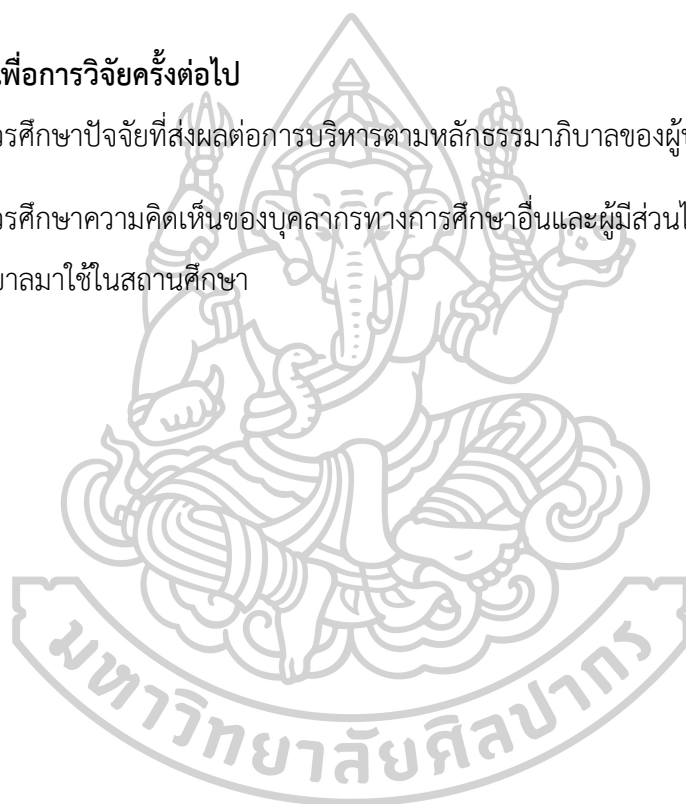 เพื่อการวิจัยครั้งต่อไป
วรศึกษาปัจจัยที่ส่งผลต่อการบริหารตามหลักธรรมาภิบาลของผู้
วรศึกษาความคิดเห็นของบุคลากรทางการศึกษาอื่นและผู้มีส่วน
บาลมาใช้ในสถานศึกษา
มหาวิทยาลัยศิลปากร